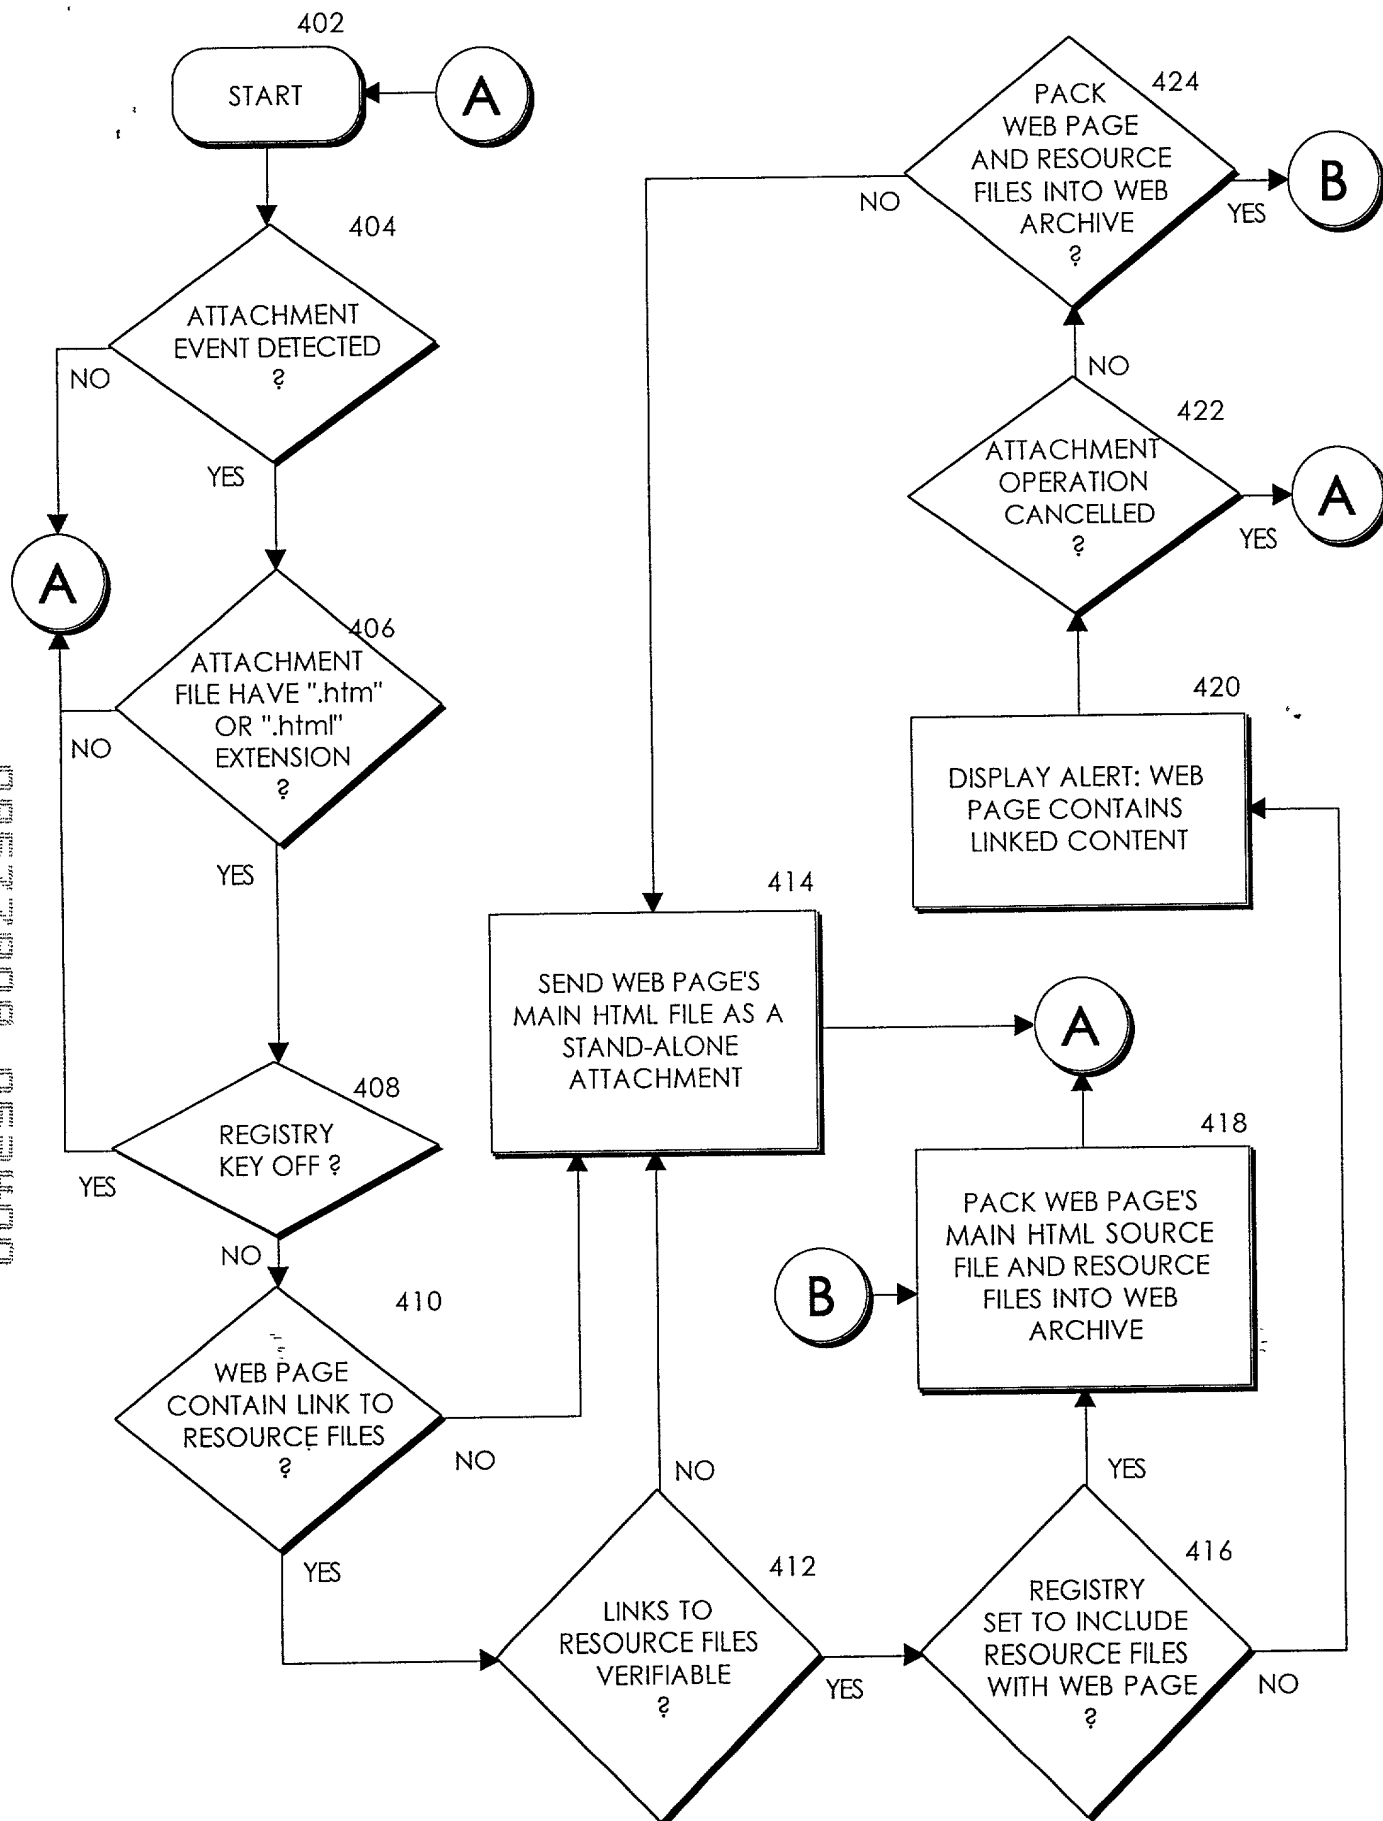 402
START
A
404
ATTACHMENT
EVENT DETECTED
?
NO
YES
A
406
ATTACHMENT
FILE HAVE ".htm"
OR ".html"
EXTENSION
?
NO
YES
408
REGISTRY
KEY OFF ?
YES
NO
410
WEB PAGE
CONTAIN LINK TO
RESOURCE FILES
?
NO
YES
412
LINKS TO
RESOURCE FILES
VERIFIABLE
?
NO
YES
414
SEND WEB PAGE'S
MAIN HTML FILE AS A
STAND-ALONE
ATTACHMENT
A
416
REGISTRY
SET TO INCLUDE
RESOURCE FILES
WITH WEB PAGE
?
YES
NO
418
PACK WEB PAGE'S
MAIN HTML SOURCE
FILE AND RESOURCE
FILES INTO WEB
ARCHIVE
B
420
DISPLAY ALERT: WEB
PAGE CONTAINS
LINKED CONTENT
422
ATTACHMENT
OPERATION
CANCELLED
?
YES
A
NO
424
PACK
WEB PAGE
AND RESOURCE
FILES INTO WEB
ARCHIVE
?
NO
YES
B